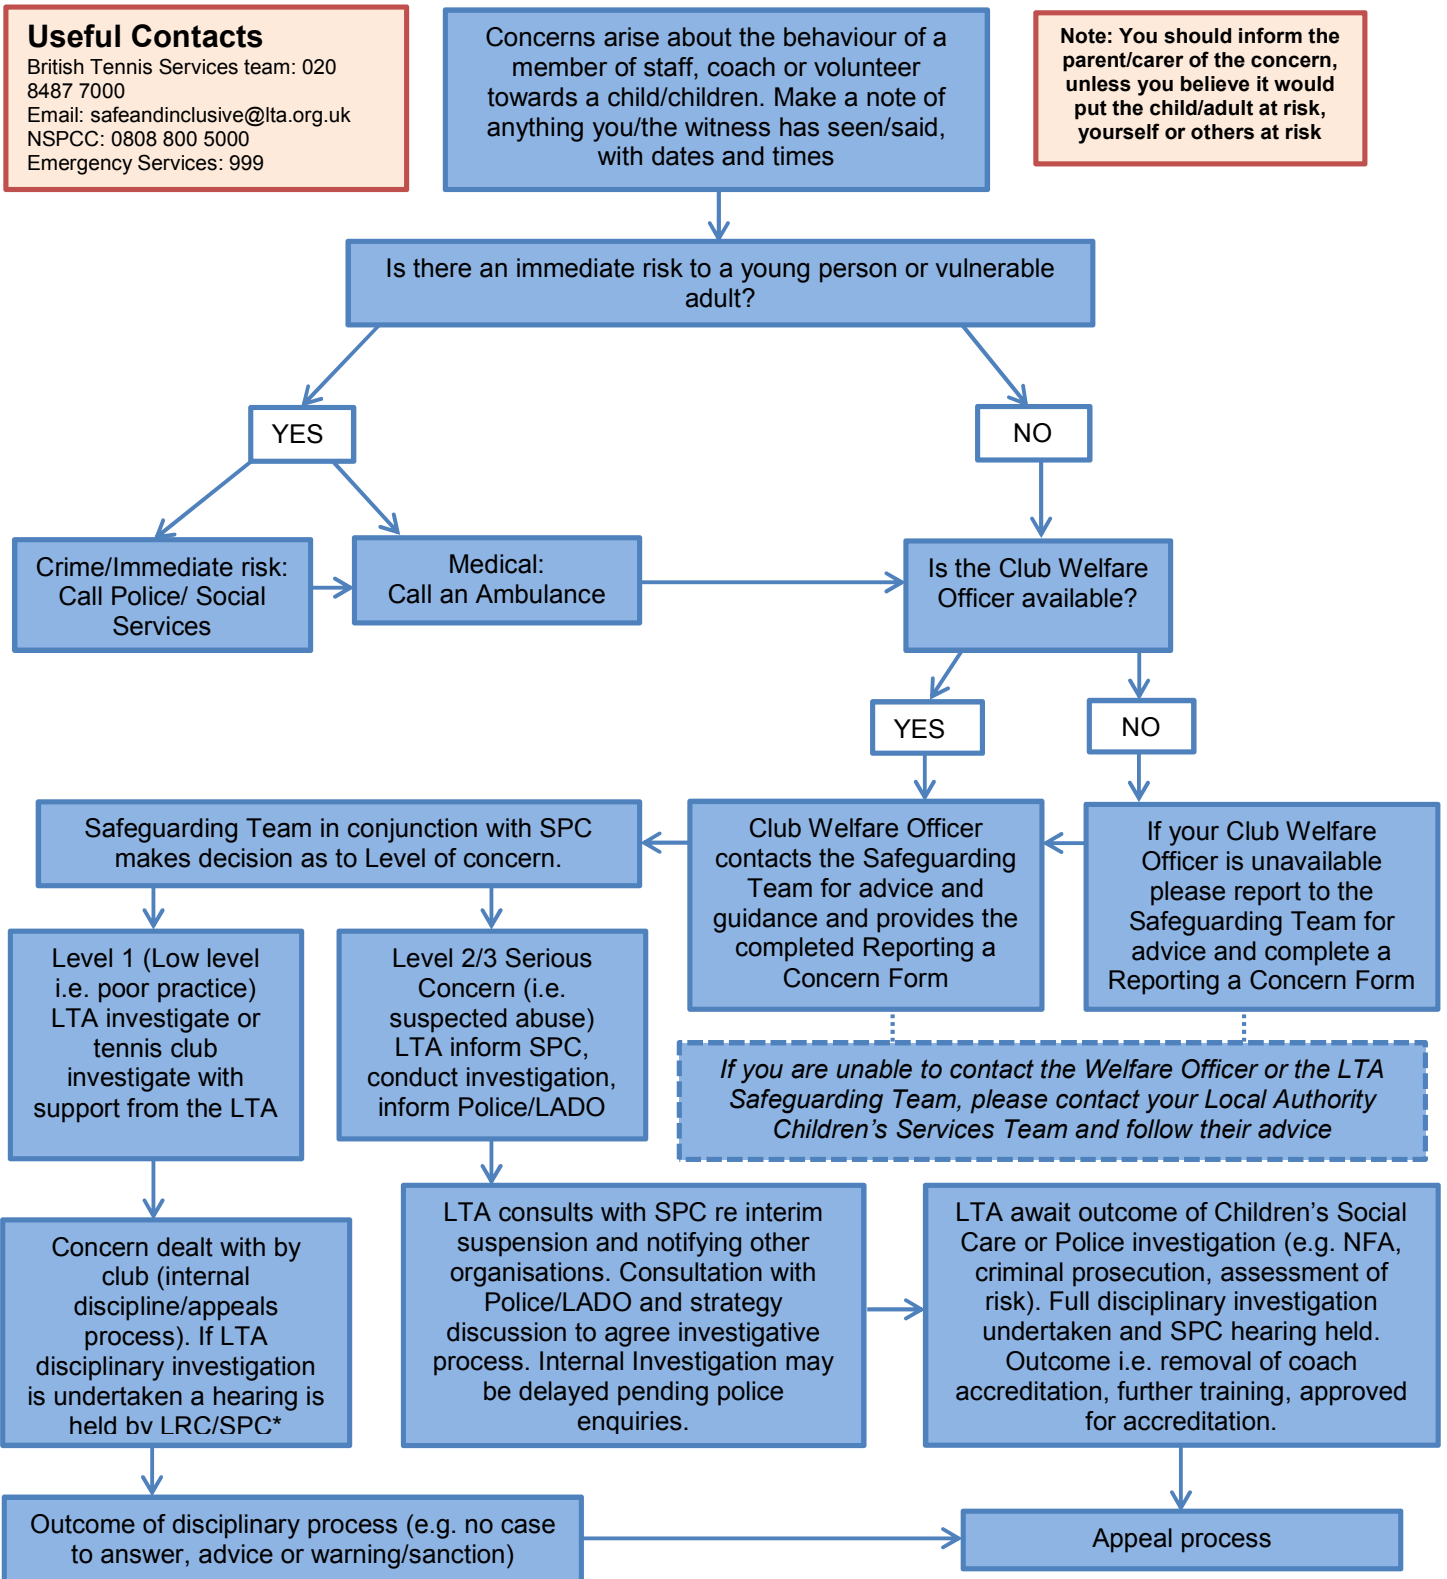 Useful Contacts
British Tennis Services team: 020
8487 7000
Email: safeandinclusive@lta.org.uk
NSPCC: 0808 800 5000
Emergency Services: 999
Concerns arise about the behaviour of a
member of staff, coach or volunteer
towards a child/children. Make a note of
anything you/the witness has seen/said,
with dates and times
Note: You should inform the
parent/carer of the concern,
unless you believe it would
put the child/adult at risk,
yourself or others at risk
Is there an immediate risk to a young person or vulnerable
adult?
YES
NO
Crime/Immediate risk:
Call Police/ Social
Services
Medical:
Call an Ambulance
Is the Club Welfare
Officer available?
YES
NO
Safeguarding Team in conjunction with SPC
makes decision as to Level of concern.
Club Welfare Officer
contacts the Safeguarding
Team for advice and
guidance and provides the
completed Reporting a
Concern Form
If your Club Welfare
Officer is unavailable
please report to the
Safeguarding Team for
advice and complete a
Reporting a Concern Form
Level 1 (Low level
i.e. poor practice)
LTA investigate or
tennis club
investigate with
support from the LTA
Level 2/3 Serious
Concern (i.e.
suspected abuse)
LTA inform SPC,
conduct investigation,
inform Police/LADO
If you are unable to contact the Welfare Officer or the LTA
Safeguarding Team, please contact your Local Authority
Children’s Services Team and follow their advice
Concern dealt with by
club (internal
discipline/appeals
process). If LTA
disciplinary investigation
is undertaken a hearing is
held by LRC/SPC*
LTA consults with SPC re interim
suspension and notifying other
organisations. Consultation with
Police/LADO and strategy
discussion to agree investigative
process. Internal Investigation may
be delayed pending police
enquiries.
LTA await outcome of Children’s Social
Care or Police investigation (e.g. NFA,
criminal prosecution, assessment of
risk). Full disciplinary investigation
undertaken and SPC hearing held.
Outcome i.e. removal of coach
accreditation, further training, approved
for accreditation.
Outcome of disciplinary process (e.g. no case
to answer, advice or warning/sanction)
Appeal process